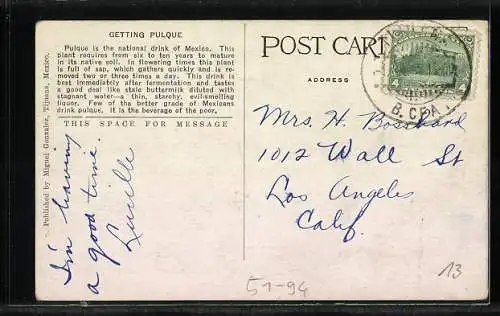 GETTING PULQUE
Pulque is the national drink of Mexico. This
plant requires from six to ten years to mature
in its native soil. In flowering times this plant
is full of sap, which gathers quickly and is re-
moved two or three times a day. This drink is
best immediately after fermentation and tastes
a good deal like stale buttermilk diluted with
stagnant water—a thin, starchy, evil-smelling
liquor. Few of the better grade of Mexicans
drink pulque. It is the beverage of the poor.
THIS SPACE FOR MESSAGE
Published by Miguel Gonzalez, Tijuana, Mexico.
I'm having
a good time.
Lucille
POST CARD
ADDRESS
4
B. CFA.
Mrs. H. Bosshard
1012 Wall St
Los Angeles
Calif.
51-94
13